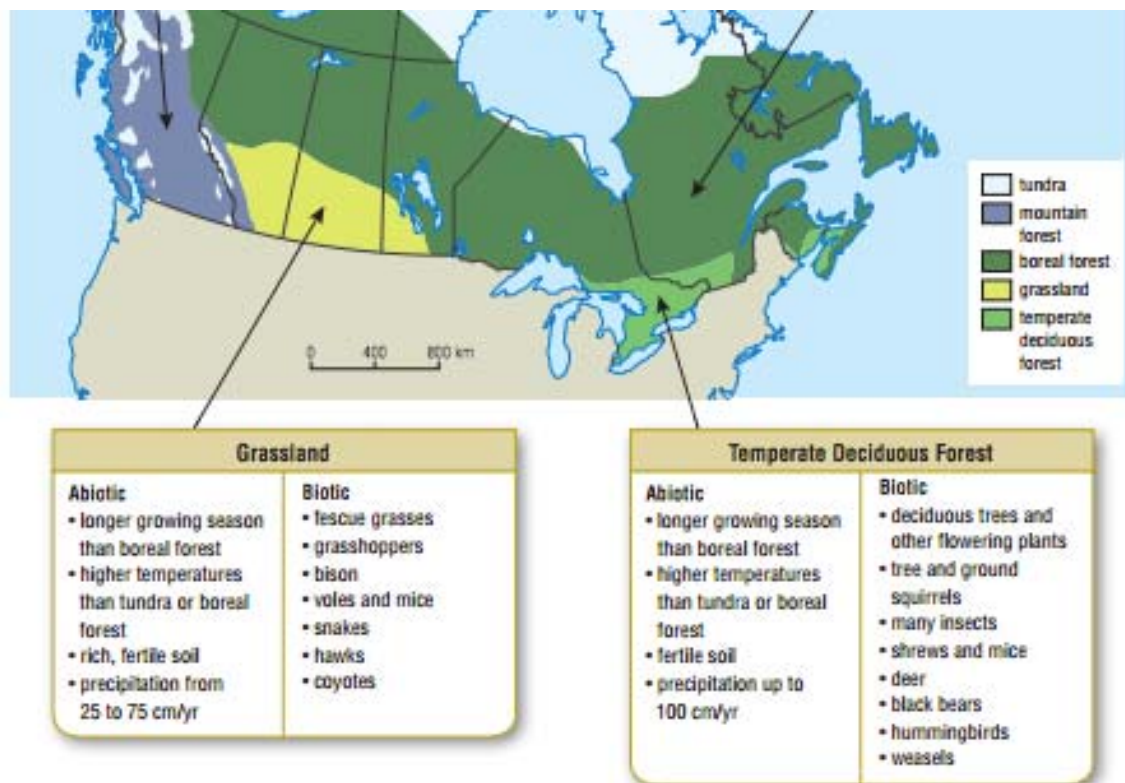 tundra
mountain
forest
boreal forest
grassland
temperate
deciduous
forest
0 400 800 km
Grassland
Abiotic
• longer growing season
than boreal forest
• higher temperatures
than tundra or boreal
forest
• rich, fertile soil
• precipitation from
25 to 75 cm/yr
Biotic
• fescue grasses
• grasshoppers
• bison
• voles and mice
• snakes
• hawks
• coyotes
Temperate Deciduous Forest
Abiotic
• longer growing season
than boreal forest
• higher temperatures
than tundra or boreal
forest
• fertile soil
• precipitation up to
100 cm/yr
Biotic
• deciduous trees and
other flowering plants
• tree and ground
squirrels
• many insects
• shrews and mice
• deer
• black bears
• hummingbirds
• weasels